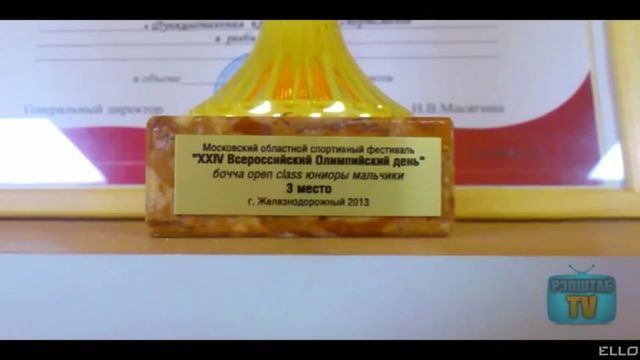 в объеме
Генеральный директор
Н.В.Масягина
Московский областной спортивный фестиваль
"XXIV Всероссийский Олимпийский день"
бочча open class юниоры мальчики
3 место
г. Железнодорожный 2013
РЭПШТАБ
TV
ELLO